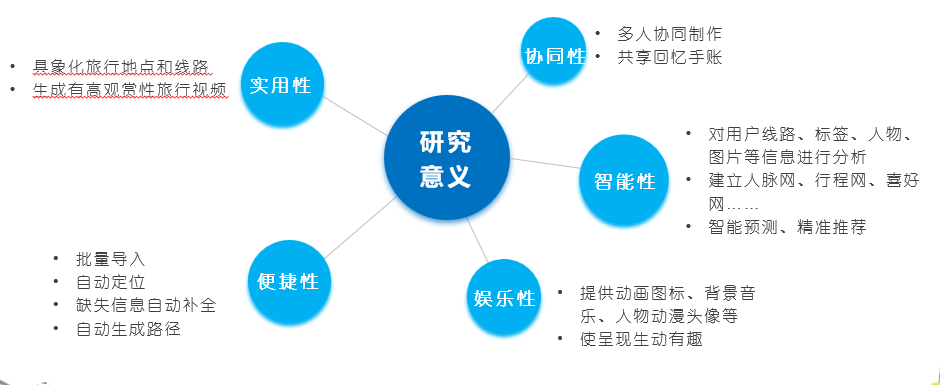 研究
意义
实用性
• 具象化旅行地点和线路
• 生成有高观赏性旅行视频
协同性
• 多人协同制作
• 共享回忆手账
智能性
• 对用户线路、标签、人物、
图片等信息进行分析
• 建立人脉网、行程网、喜好
网……
• 智能预测、精准推荐
便捷性
• 批量导入
• 自动定位
• 缺失信息自动补全
• 自动生成路径
娱乐性
• 提供动画图标、背景音
乐、人物动漫头像等
• 使呈现生动有趣